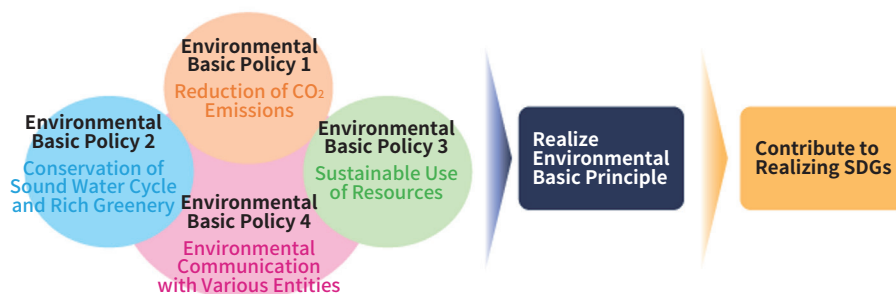 Environmental
Basic Policy 1
Reduction of CO₂
Emissions
Environmental
Basic Policy 2
Conservation of
Sound Water Cycle
and Rich Greenery
Environmental
Basic Policy 3
Sustainable Use
of Resources
Environmental
Basic Policy 4
Environmental
Communication
with Various Entities
Realize
Environmental
Basic Principle
Contribute to
Realizing SDGs